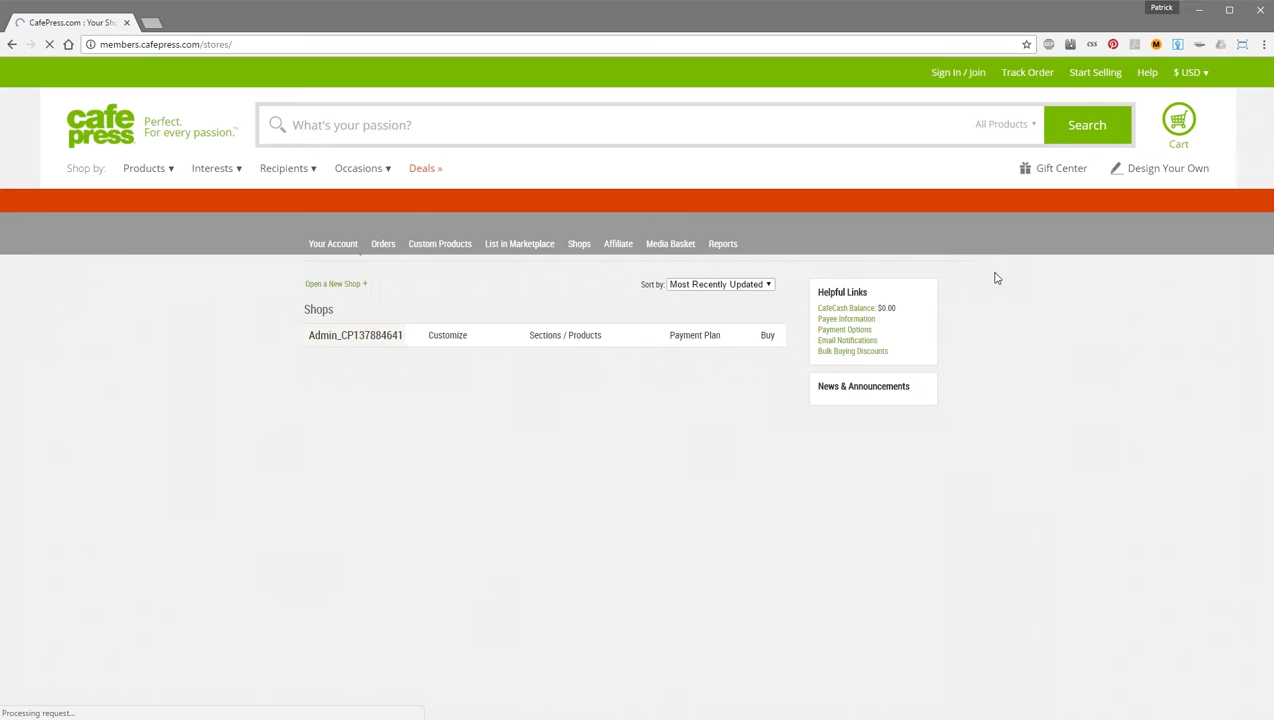 Patrick
CafePress.com : Your Sho
members.cafepress.com/stores/
Sign In / Join Track Order Start Selling Help $ USD ▾
cafe press Perfect. For every passion.™
What's your passion? All Products ▾ Search
Cart
Shop by: Products ▾ Interests ▾ Recipients ▾ Occasions ▾ Deals » Gift Center Design Your Own
Your Account Orders Custom Products List in Marketplace Shops Affiliate Media Basket Reports
Open a New Shop + Sort by: Most Recently Updated ▾
Helpful Links
CafeCash Balance: $0.00
Payee Information
Payment Options
Email Notifications
Bulk Buying Discounts
Shops
Admin_CP137884641 Customize Sections / Products Payment Plan Buy
News & Announcements
Processing request...